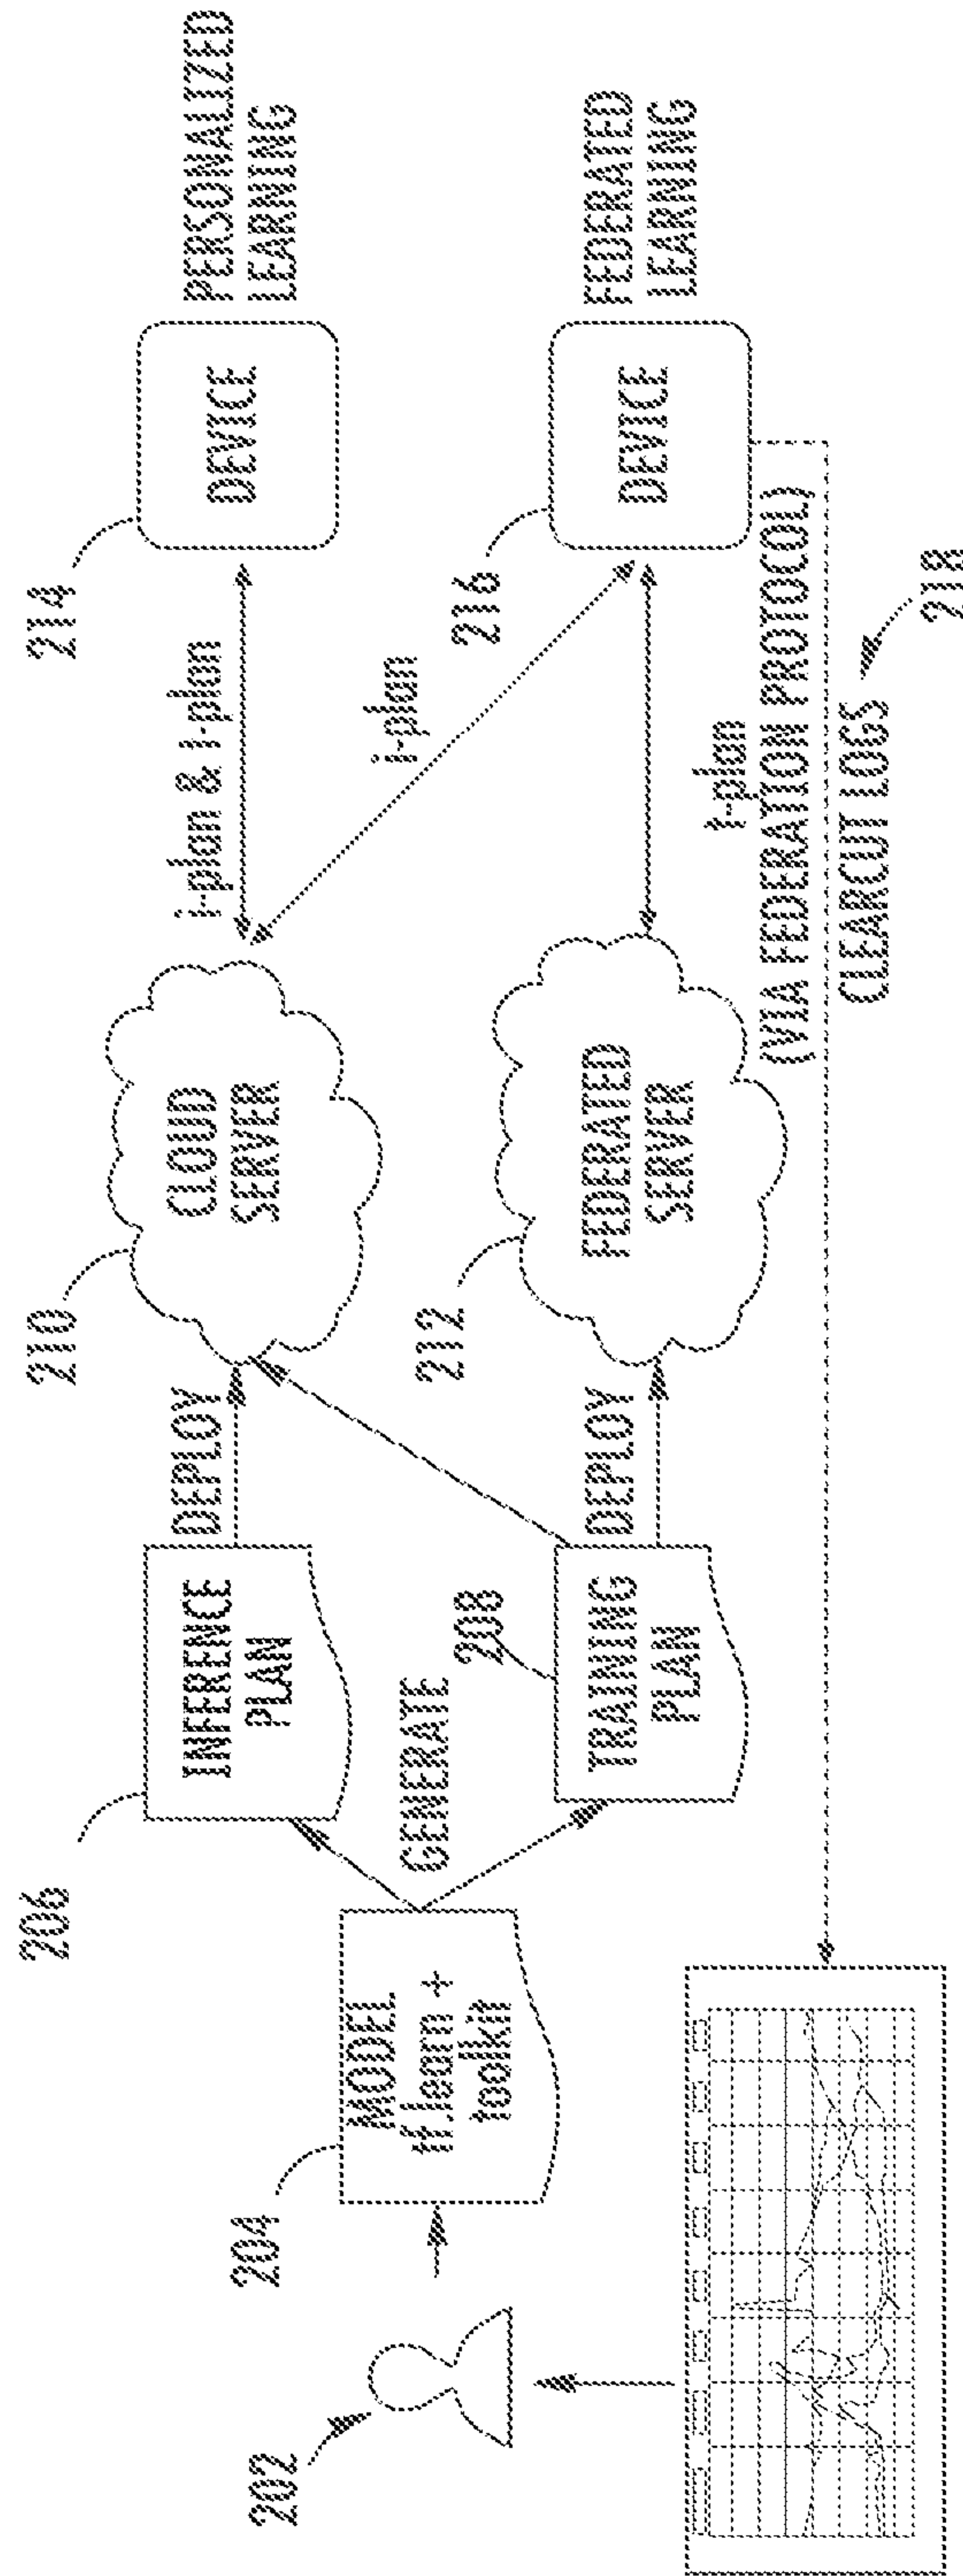 206
210
214
INFERENCE
PLAN
DEPLOY
CLOUD
SERVER
i-plan & i-plan
DEVICE
PERSONALIZED
LEARNING
204
202
MODEL
tf.learn +
toolkit
GENERATE
i-plan
208
212
216
TRAINING
PLAN
DEPLOY
FEDERATED
SERVER
DEVICE
FEDERATED
LEARNING
t-plan
(VIA FEDERATION PROTOCOL)
CLEARCUT LOGS
218